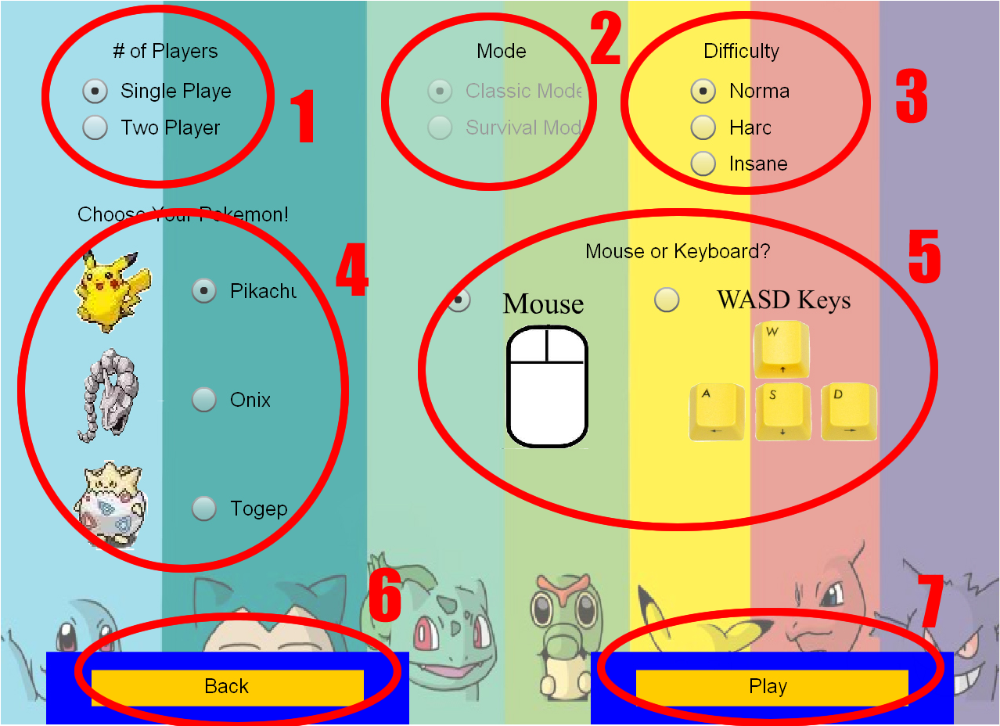 # of Players
Single Playe
Two Player
1
Mode
Classic Mode
Survival Mod
2
Difficulty
Norma
Hard
Insane
3
Choose Your Pokemon!
Pikachu
Onix
Togep
4
Mouse or Keyboard?
Mouse
WASD Keys
W
A
S
D
5
6
Back
7
Play